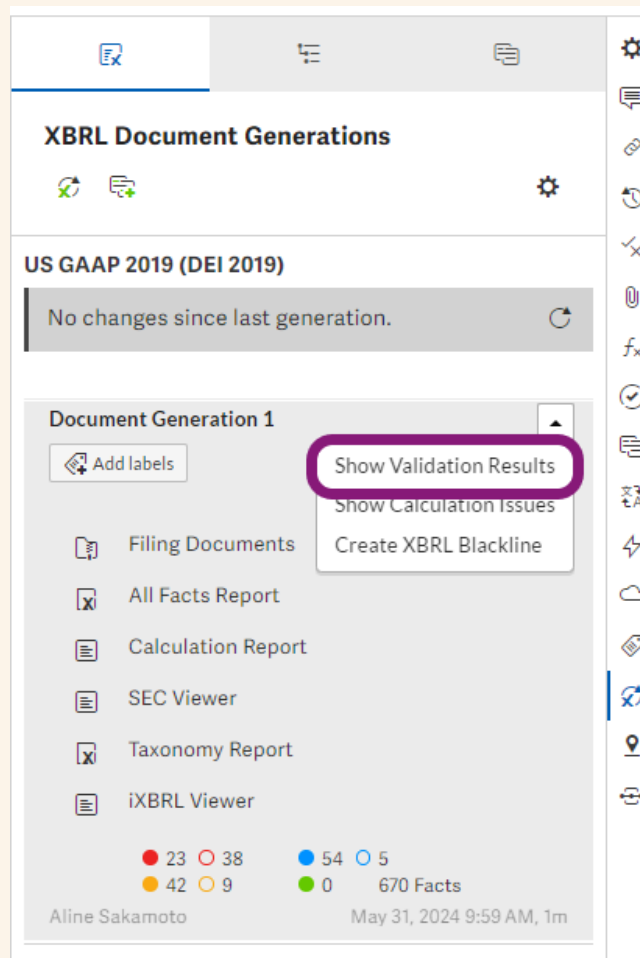 XBRL Document Generations
US GAAP 2019 (DEI 2019)
No changes since last generation.
Document Generation 1
Add labels
Show Validation Results
Show Calculation Issues
Create XBRL Blackline
Filing Documents
All Facts Report
Calculation Report
SEC Viewer
Taxonomy Report
iXBRL Viewer
23 38 54 5
42 9 0 670 Facts
Aline Sakamoto May 31, 2024 9:59 AM, 1m